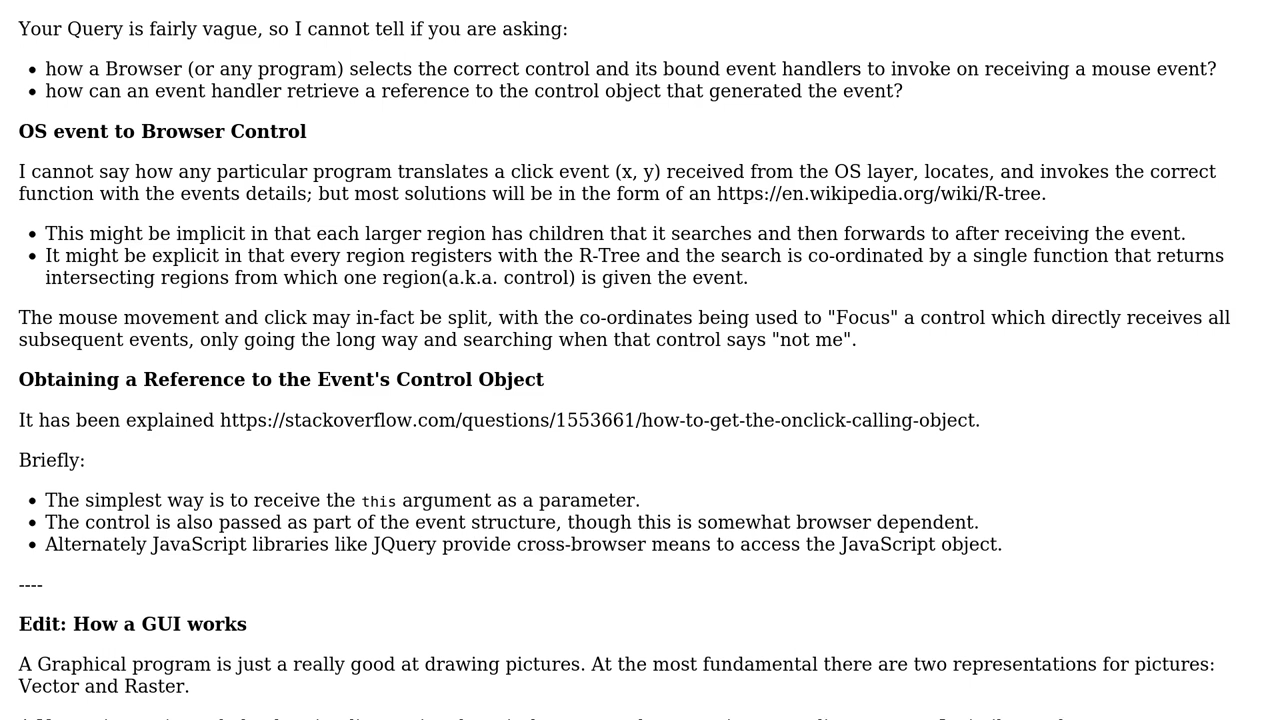 Your Query is fairly vague, so I cannot tell if you are asking:
• how a Browser (or any program) selects the correct control and its bound event handlers to invoke on receiving a mouse event?
• how can an event handler retrieve a reference to the control object that generated the event?
OS event to Browser Control
I cannot say how any particular program translates a click event (x, y) received from the OS layer, locates, and invokes the correct
function with the events details; but most solutions will be in the form of an https://en.wikipedia.org/wiki/R-tree.
• This might be implicit in that each larger region has children that it searches and then forwards to after receiving the event.
• It might be explicit in that every region registers with the R-Tree and the search is co-ordinated by a single function that returns
intersecting regions from which one region(a.k.a. control) is given the event.
The mouse movement and click may in-fact be split, with the co-ordinates being used to "Focus" a control which directly receives all
subsequent events, only going the long way and searching when that control says "not me".
Obtaining a Reference to the Event's Control Object
It has been explained https://stackoverflow.com/questions/1553661/how-to-get-the-onclick-calling-object.
Briefly:
• The simplest way is to receive the this argument as a parameter.
• The control is also passed as part of the event structure, though this is somewhat browser dependent.
• Alternately JavaScript libraries like JQuery provide cross-browser means to access the JavaScript object.
----
Edit: How a GUI works
A Graphical program is just a really good at drawing pictures. At the most fundamental there are two representations for pictures:
Vector and Raster.